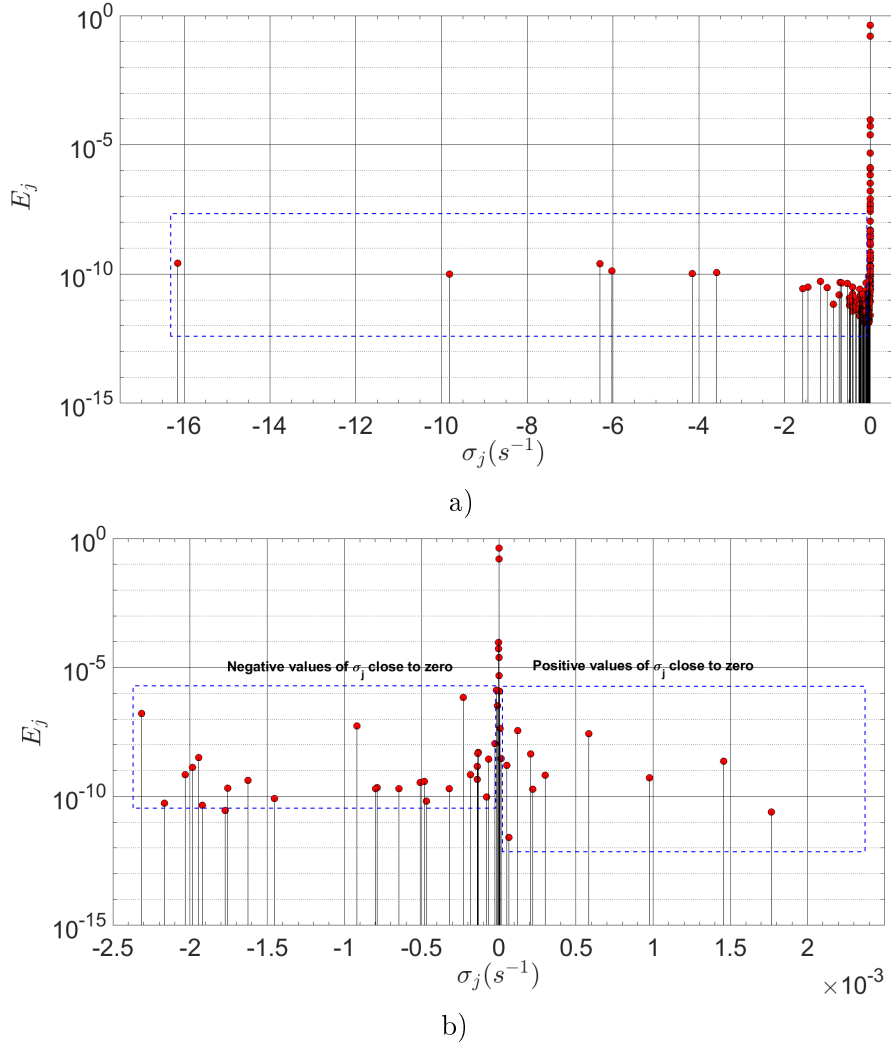 10^0
10^-5
10^-10
10^-15
E_j
-16 -14 -12 -10 -8 -6 -4 -2 0
σ_j(s^-1)
a)
10^0
10^-5
10^-10
10^-15
E_j
Negative values of σ_j close to zero
Positive values of σ_j close to zero
-2.5 -2 -1.5 -1 -0.5 0 0.5 1 1.5 2
σ_j(s^-1)
×10^-3
b)